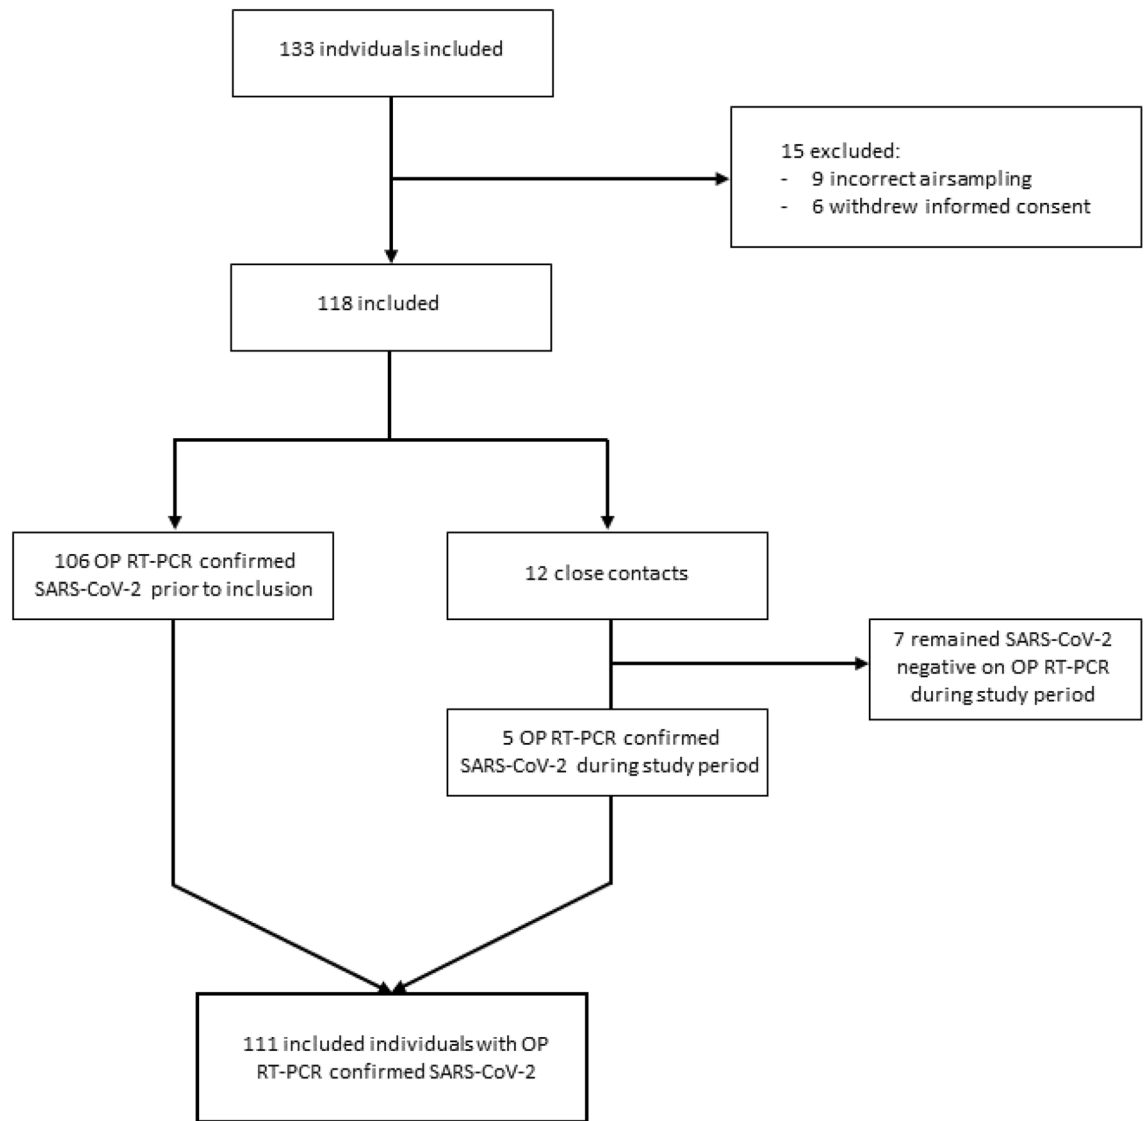 133 indviduals included
15 excluded:
- 9 incorrect airsampling
- 6 withdrew informed consent
118 included
106 OP RT-PCR confirmed
SARS-CoV-2 prior to inclusion
12 close contacts
7 remained SARS-CoV-2
negative on OP RT-PCR
during study period
5 OP RT-PCR confirmed
SARS-CoV-2 during study period
111 included individuals with OP
RT-PCR confirmed SARS-CoV-2